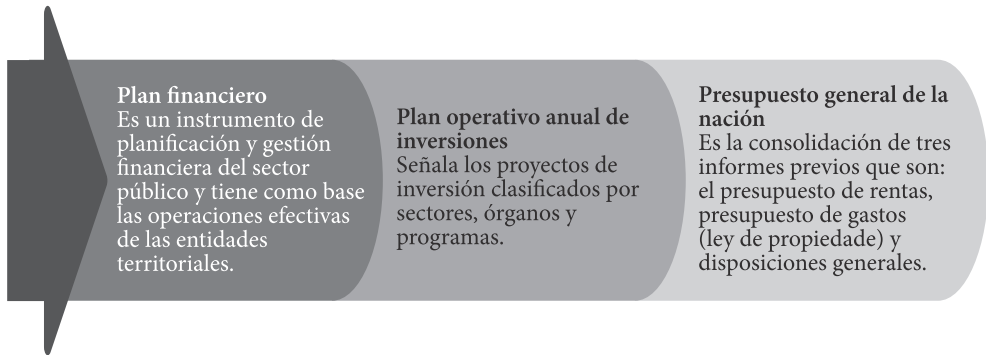 Plan financiero
Es un instrumento de
planificación y gestión
financiera del sector
público y tiene como base
las operaciones efectivas
de las entidades
territoriales.
Plan operativo anual de
inversiones
Señala los proyectos de
inversión clasificados por
sectores, órganos y
programas.
Presupuesto general de la
nación
Es la consolidación de tres
informes previos que son:
el presupuesto de rentas,
presupuesto de gastos
(ley de propiedade) y
disposiciones generales.